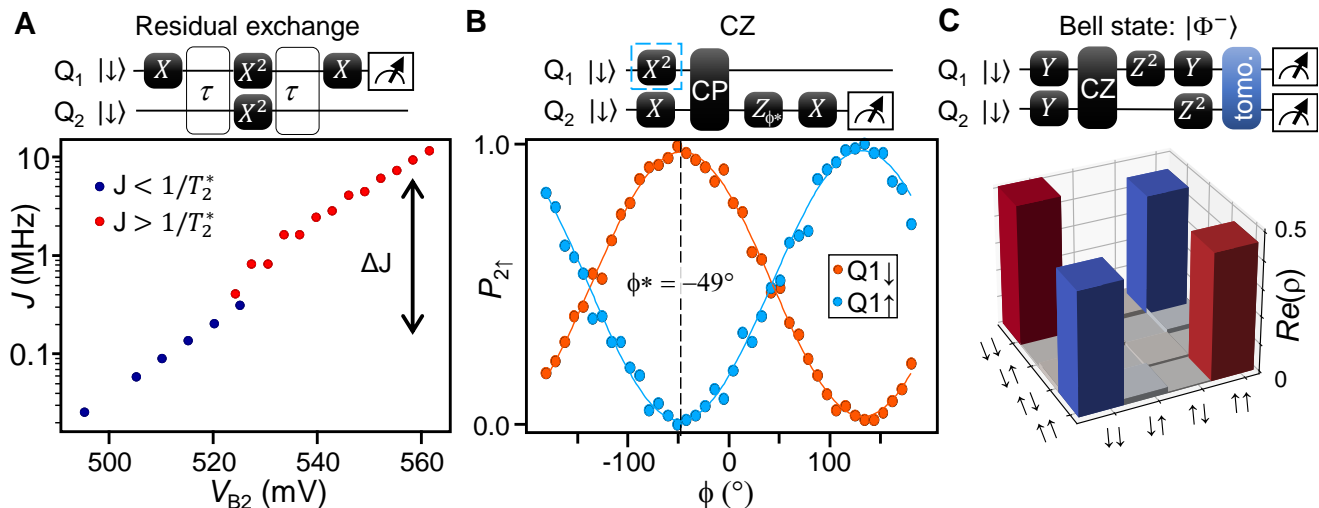 A
Residual exchange
Q₁ |↓⟩ X τ X² τ X
Q₂ |↓⟩ X²
10
1
0.1
J (MHz)
J < 1/T₂*
J > 1/T₂*
ΔJ
500 520 540 560
V_B2 (mV)
B
CZ
Q₁ |↓⟩ X² CP
Q₂ |↓⟩ X Z_ϕ* X
1.0
0.0
P₂↑
ϕ* = −49°
Q1↓
Q1↑
-100 0 100
ϕ (°)
C
Bell state: |Φ⁻⟩
Q₁ |↓⟩ Y CZ Z² Y tomo.
Q₂ |↓⟩ Y Z²
0.5
0
Re(ρ)
↓↓
↓↑
↑↓
↑↑
↓↓
↓↑
↑↓
↑↑